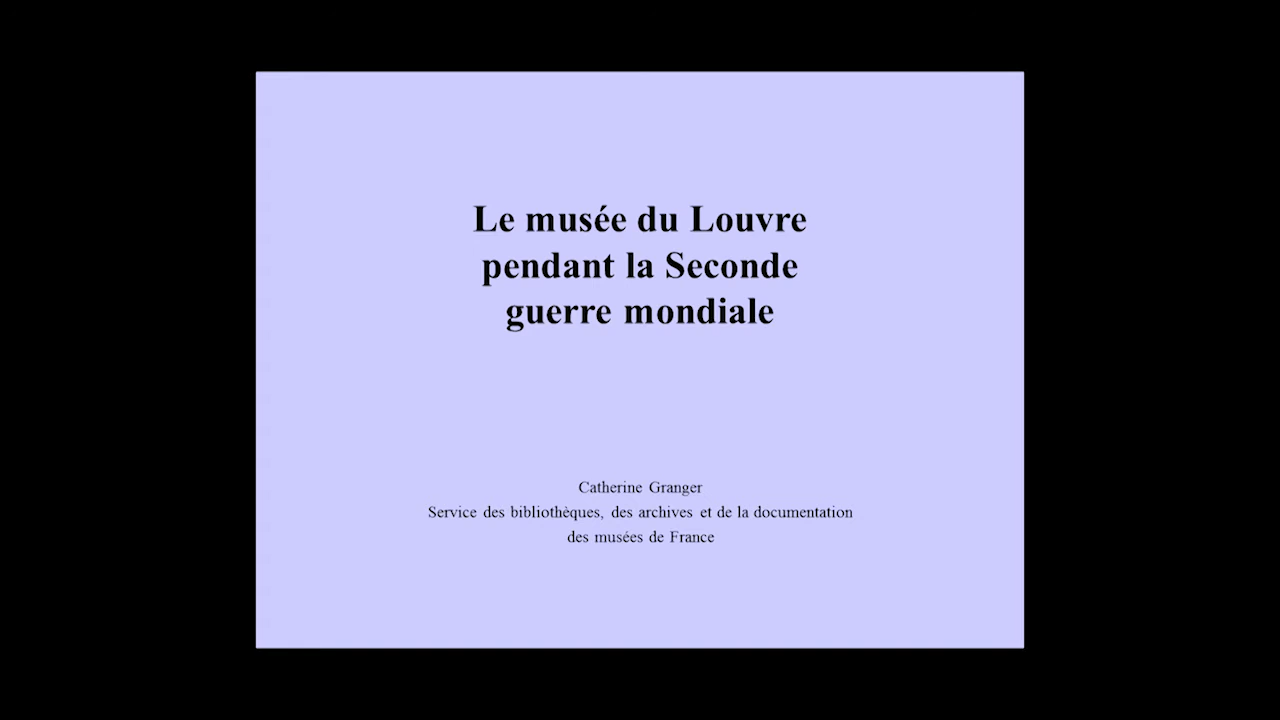 Le musée du Louvre
pendant la Seconde
guerre mondiale
Catherine Granger
Service des bibliothèques, des archives et de la documentation
des musées de France